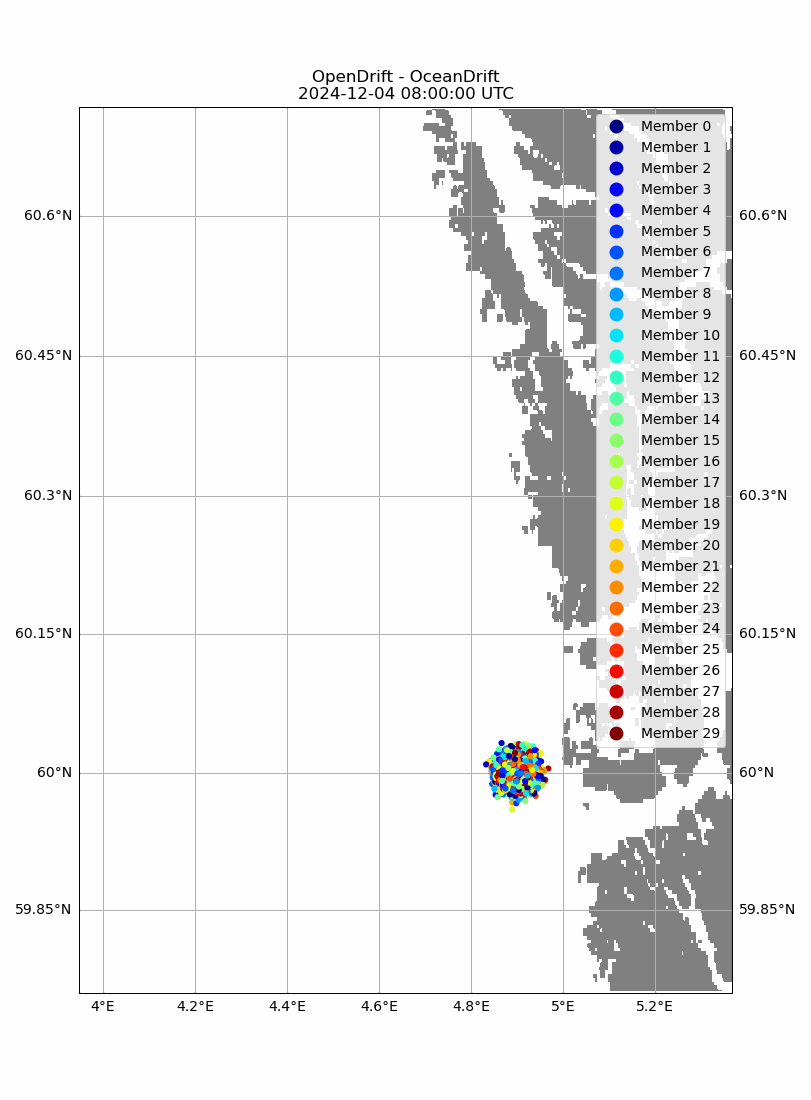 OpenDrift - OceanDrift
2024-12-04 08:00:00 UTC
Member 0
Member 1
Member 2
Member 3
Member 4
Member 5
Member 6
Member 7
Member 8
Member 9
Member 10
Member 11
Member 12
Member 13
Member 14
Member 15
Member 16
Member 17
Member 18
Member 19
Member 20
Member 21
Member 22
Member 23
Member 24
Member 25
Member 26
Member 27
Member 28
Member 29
60.6°N 60.6°N
60.45°N 60.45°N
60.3°N 60.3°N
60.15°N 60.15°N
60°N 60°N
59.85°N 59.85°N
4°E 4.2°E 4.4°E 4.6°E 4.8°E 5°E 5.2°E